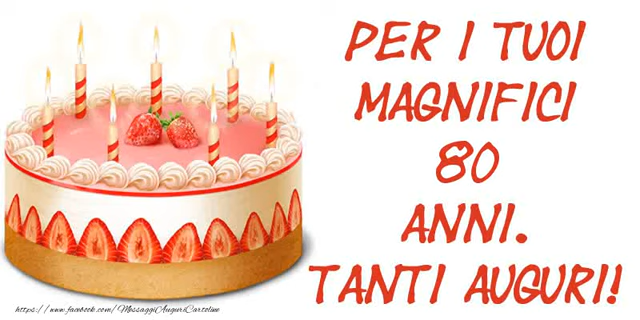 PER I TUOI
MAGNIFICI
80
ANNI.
TANTI AUGURI!
https://www.facebook.com/MessaggiAuguriCartoline